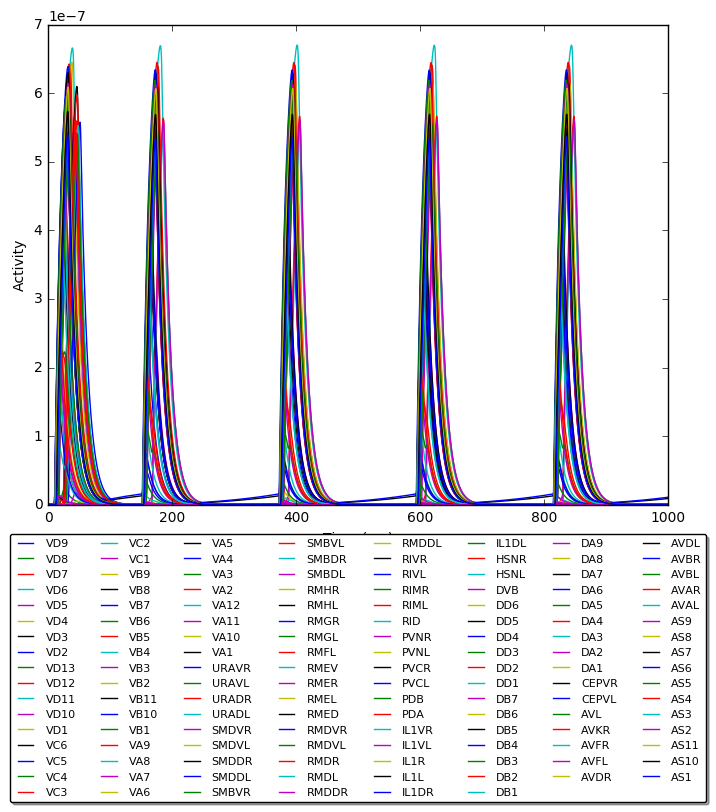 1e−7
7
6
5
4
3
2
1
0
Activity
0 200 400 600 800 1000
VD9 VC2 VA5 SMBVL RMDDL IL1DL DA9 AVDL
VD8 VC1 VA4 SMBDR RIVR HSNR DA8 AVBR
VD7 VB9 VA3 SMBDL RIVL HSNL DA7 AVBL
VD6 VB8 VA2 RMHR RIMR DVB DA6 AVAR
VD5 VB7 VA12 RMHL RIML DD6 DA5 AVAL
VD4 VB6 VA11 RMGR RID DD5 DA4 AS9
VD3 VB5 VA10 RMGL PVNR DD4 DA3 AS8
VD2 VB4 VA1 RMFL PVNL DD3 DA2 AS7
VD13 VB3 URAVR RMEV PVCR DD2 DA1 AS6
VD12 VB2 URAVL RMER PVCL DD1 CEPVR AS5
VD11 VB11 URADR RMEL PDB DB7 CEPVL AS4
VD10 VB10 URADL RMED PDA DB6 AVL AS3
VD1 VB1 SMDVR RMDVR IL1VR DB5 AVKR AS2
VC6 VA9 SMDVL RMDVL IL1VL DB4 AVFR AS11
VC5 VA8 SMDDR RMDR IL1R DB3 AVFL AS10
VC4 VA7 SMDDL RMDL IL1L DB2 AVDR AS1
VC3 VA6 SMBVR RMDDR IL1DR DB1